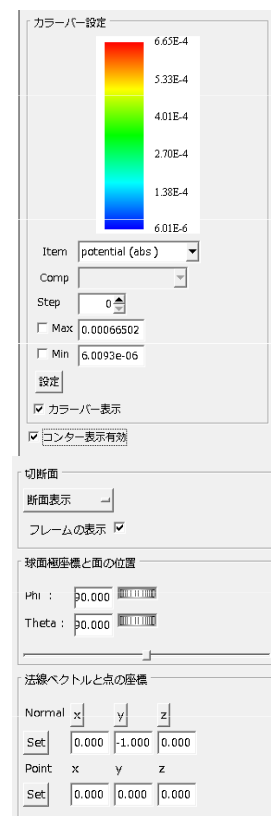 カラーバー設定
6.65E-4
5.33E-4
4.01E-4
2.70E-4
1.38E-4
6.01E-6
Item potential (abs )
Comp
Step 0
Max 0.00066502
Min 6.0093e-06
設定
カラーバー表示
コンター表示有効
切断面
断面表示
フレームの表示
球面極座標と面の位置
Phi : 90.000
Theta : 90.000
法線ベクトルと点の座標
Normal x y z
Set 0.000 -1.000 0.000
Point x y z
Set 0.000 0.000 0.000